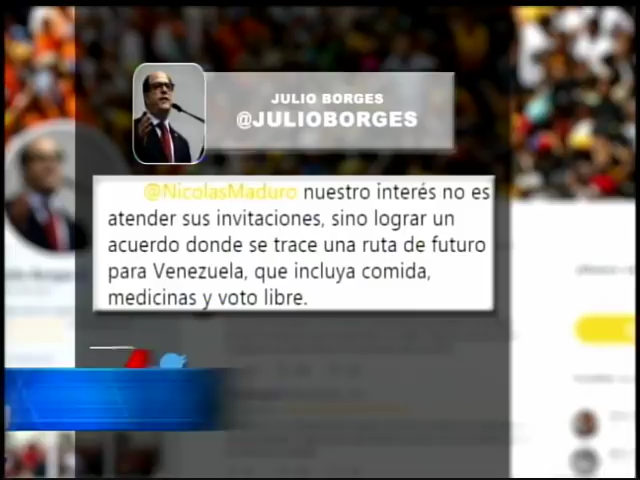 JULIO BORGES
@JULIOBORGES
@NicolasMaduro nuestro interés no es
atender sus invitaciones, sino lograr un
acuerdo donde se trace una ruta de futuro
para Venezuela, que incluya comida,
medicinas y voto libre.